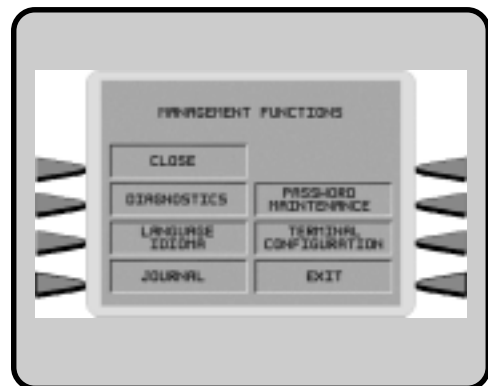 MANAGEMENT FUNCTIONS
CLOSE
DIAGNOSTICS
PASSWORD
MAINTENANCE
LANGUAGE
IDIOMA
TERMINAL
CONFIGURATION
JOURNAL
EXIT